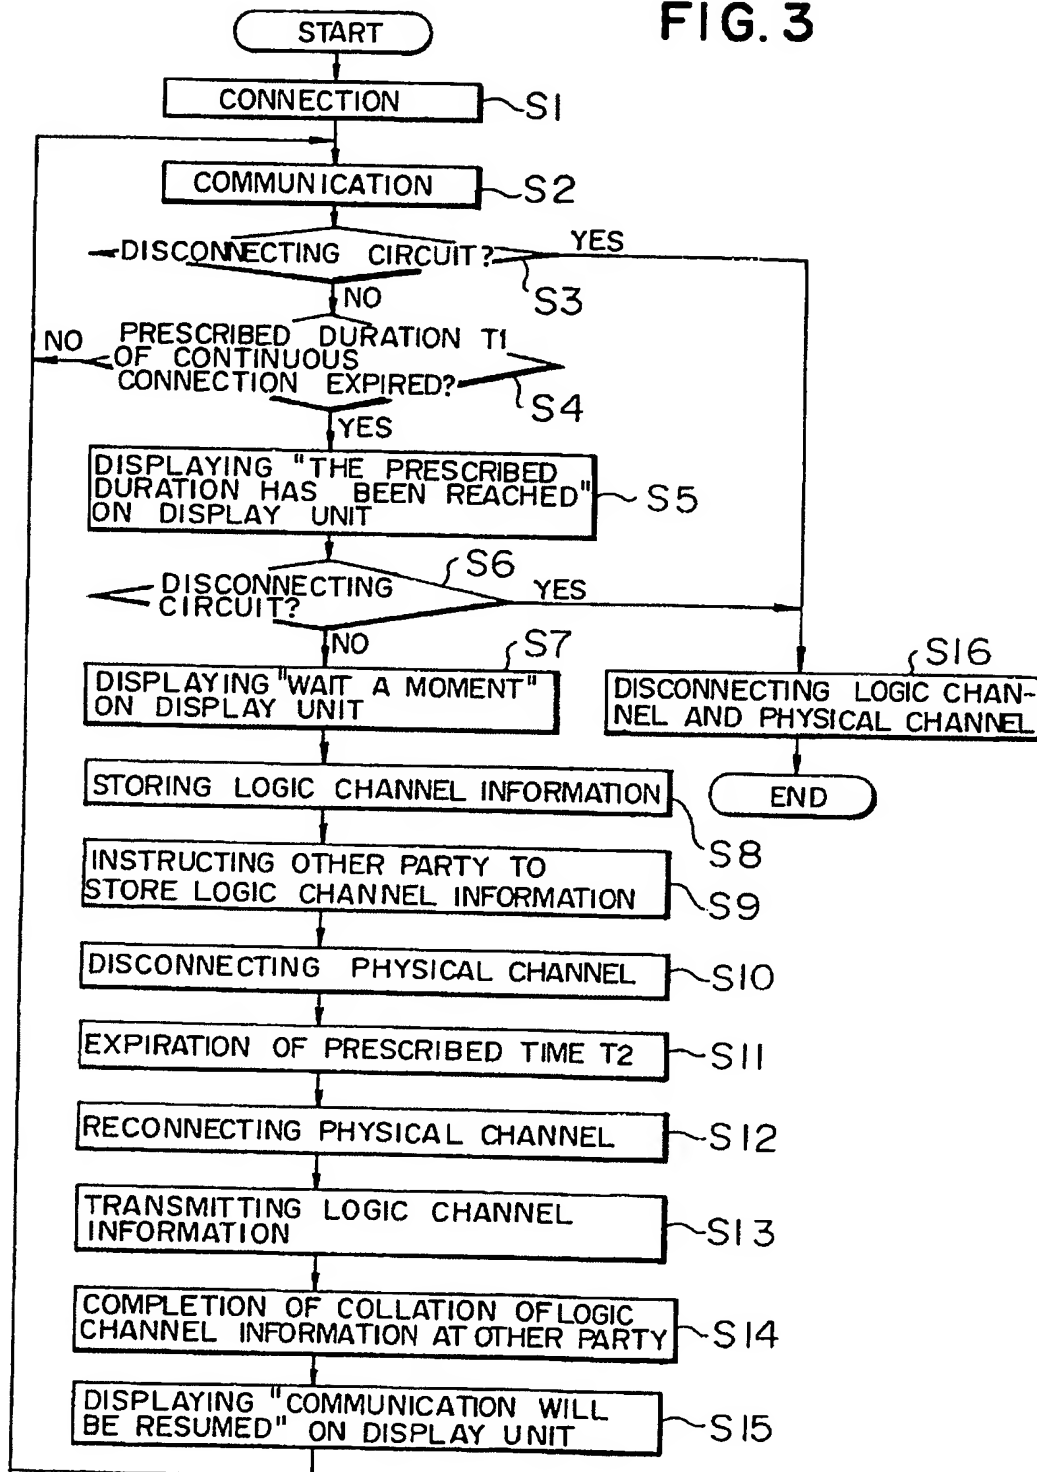 FIG. 3
START
CONNECTION
S1
COMMUNICATION
S2
DISCONNECTING CIRCUIT?
YES
S3
NO
PRESCRIBED DURATION T1
OF CONTINUOUS
CONNECTION EXPIRED?
NO
S4
YES
DISPLAYING "THE PRESCRIBED
DURATION HAS BEEN REACHED"
ON DISPLAY UNIT
S5
DISCONNECTING
CIRCUIT?
S6
YES
NO
S7
DISPLAYING "WAIT A MOMENT"
ON DISPLAY UNIT
S16
DISCONNECTING LOGIC CHAN-
NEL AND PHYSICAL CHANNEL
END
STORING LOGIC CHANNEL INFORMATION
S8
INSTRUCTING OTHER PARTY TO
STORE LOGIC CHANNEL INFORMATION
S9
DISCONNECTING PHYSICAL CHANNEL
S10
EXPIRATION OF PRESCRIBED TIME T2
S11
RECONNECTING PHYSICAL CHANNEL
S12
TRANSMITTING LOGIC CHANNEL
INFORMATION
S13
COMPLETION OF COLLATION OF LOGIC
CHANNEL INFORMATION AT OTHER PARTY
S14
DISPLAYING "COMMUNICATION WILL
BE RESUMED" ON DISPLAY UNIT
S15